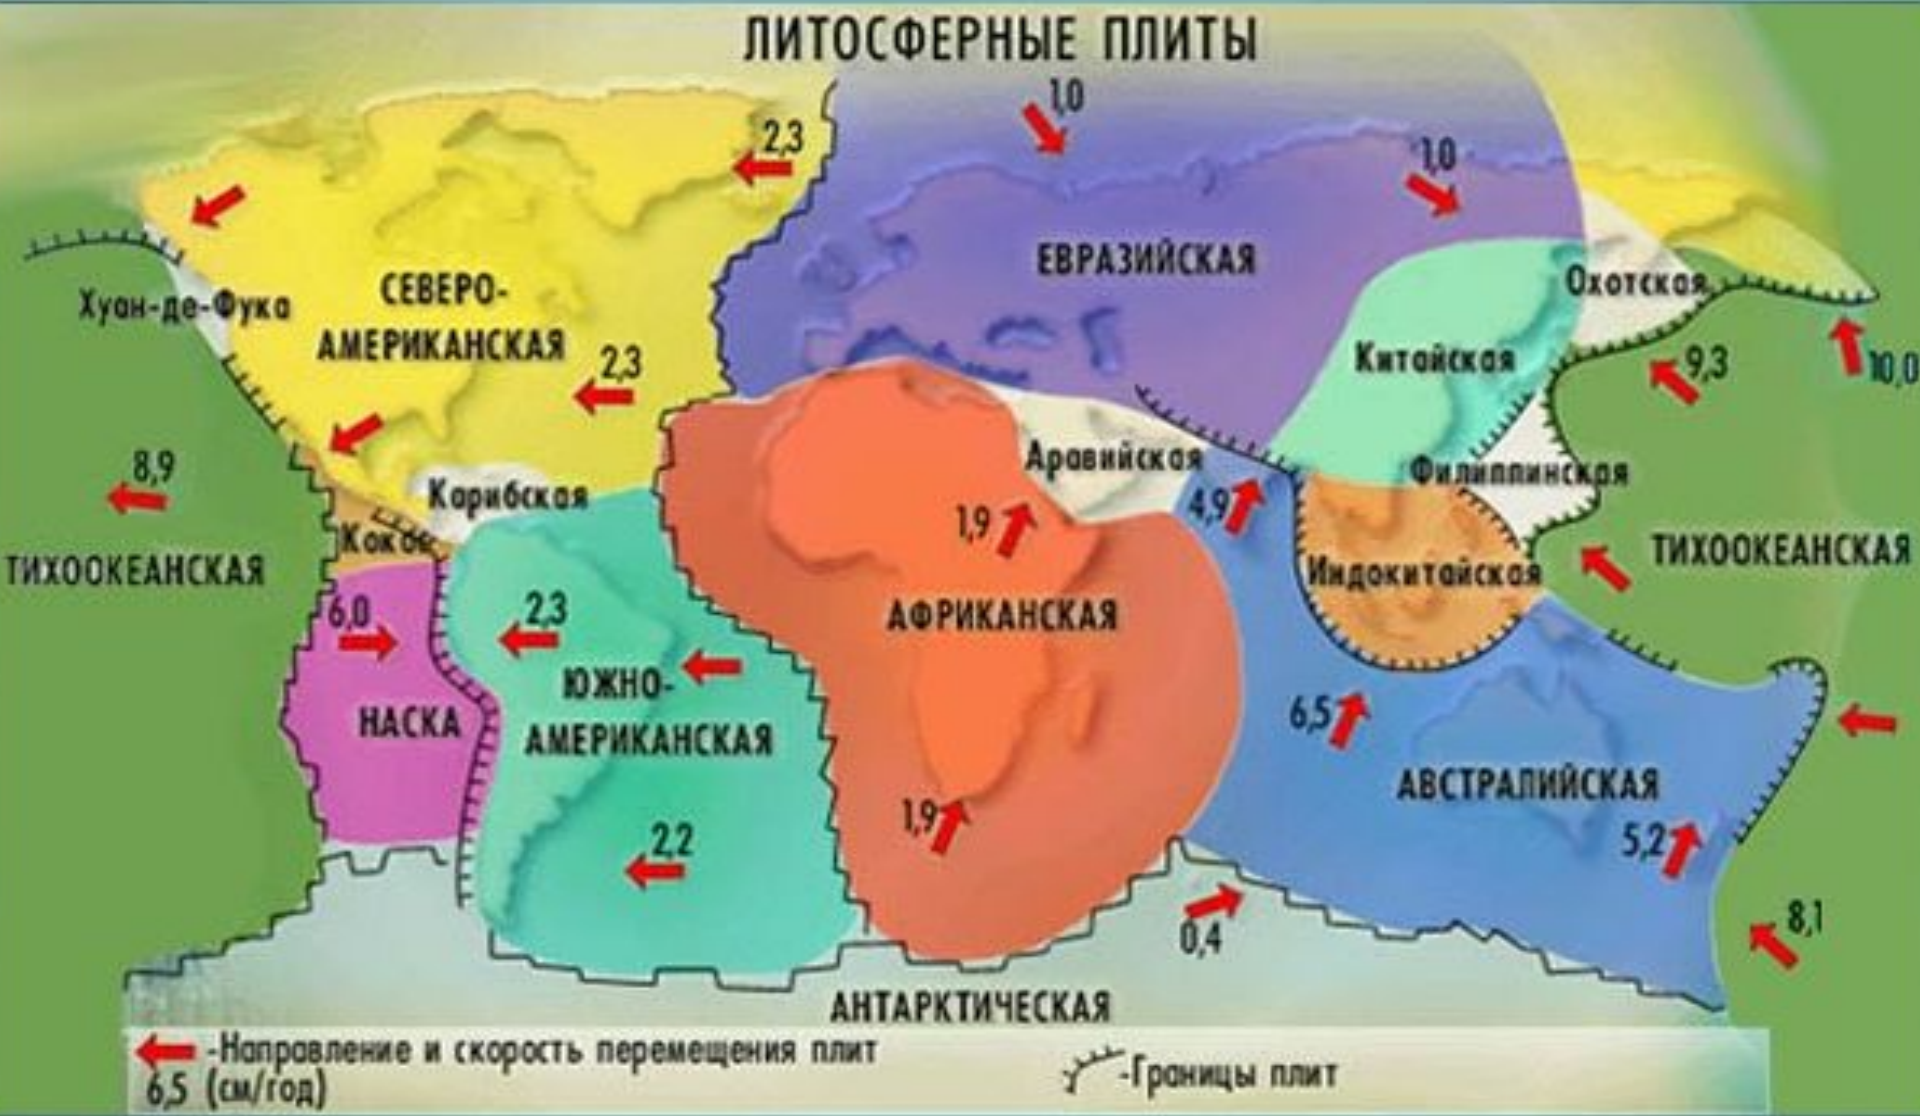 ЛИТОСФЕРНЫЕ ПЛИТЫ
1,0
2,3
1,0
ЕВРАЗИЙСКАЯ
Хуан-де-Фука
СЕВЕРО-
АМЕРИКАНСКАЯ
Охотская
2,3
Китайская
9,3
10,0
8,9
Карибская
Аравийская
Филиппинская
4,9
1,9
Кокос
ТИХООКЕАНСКАЯ
Индокитайская
ТИХООКЕАНСКАЯ
6,0
2,3
АФРИКАНСКАЯ
ЮЖНО-
АМЕРИКАНСКАЯ
НАСКА
6,5
АВСТРАЛИЙСКАЯ
1,9
2,2
5,2
8,1
0,4
АНТАРКТИЧЕСКАЯ
-Направление и скорость перемещения плит
6,5 (см/год)
-Границы плит